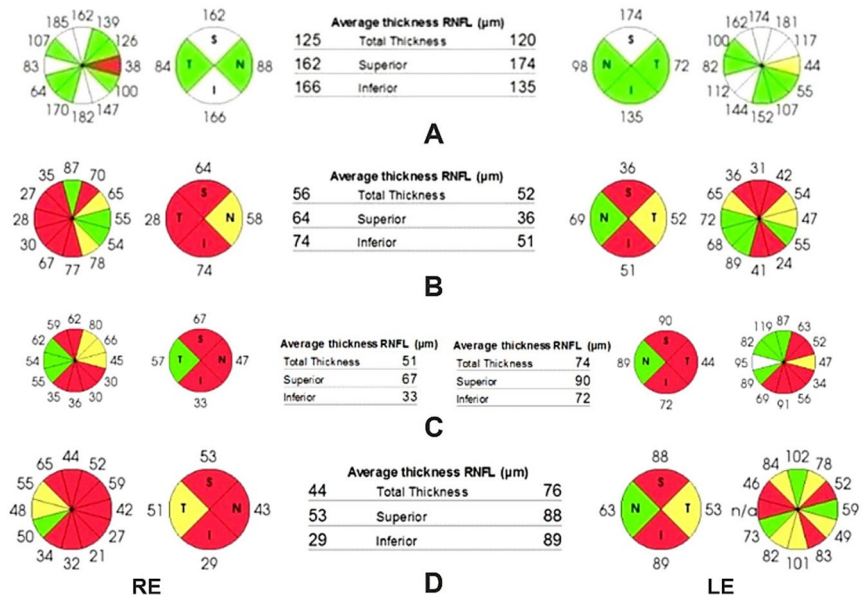 162 162 174 174
185 139 162 181
Average thickness RNFL (µm)
107 126 S S 100 117
125 Total Thickness 120
83 38 84 T N 88 98 N T 72 82 44
162 Superior 174
64 100 I I 112 55
166 Inferior 135
170 147 144 107
182 166 135 152
A
87 64 36 31
35 70 36 42
Average thickness RNFL (µm)
27 65 S S 65 54
56 Total Thickness 52
28 55 28 T N 58 69 N T 52 72 47
64 Superior 36
30 54 I I 68 55
74 Inferior 51
67 78 89 24
77 74 51 41
B
62 67 90 87
59 80 119 63
Average thickness RNFL (µm) Average thickness RNFL (µm)
62 66 S S 82 52
Total Thickness 51 Total Thickness 74
54 45 57 T N 47 89 N T 44 95 47
Superior 67 Superior 90
55 30 I I 89 34
Inferior 33 Inferior 72
35 30 69 56
36 33 72 91
C
44 53 88 102
65 52 84 78
Average thickness RNFL (µm)
55 59 S S 46 52
44 Total Thickness 76
48 42 51 T N 43 63 N T 53 n/a 59
53 Superior 88
50 27 I I 73 49
29 Inferior 89
34 21 82 83
32 29 89 101
RE D LE